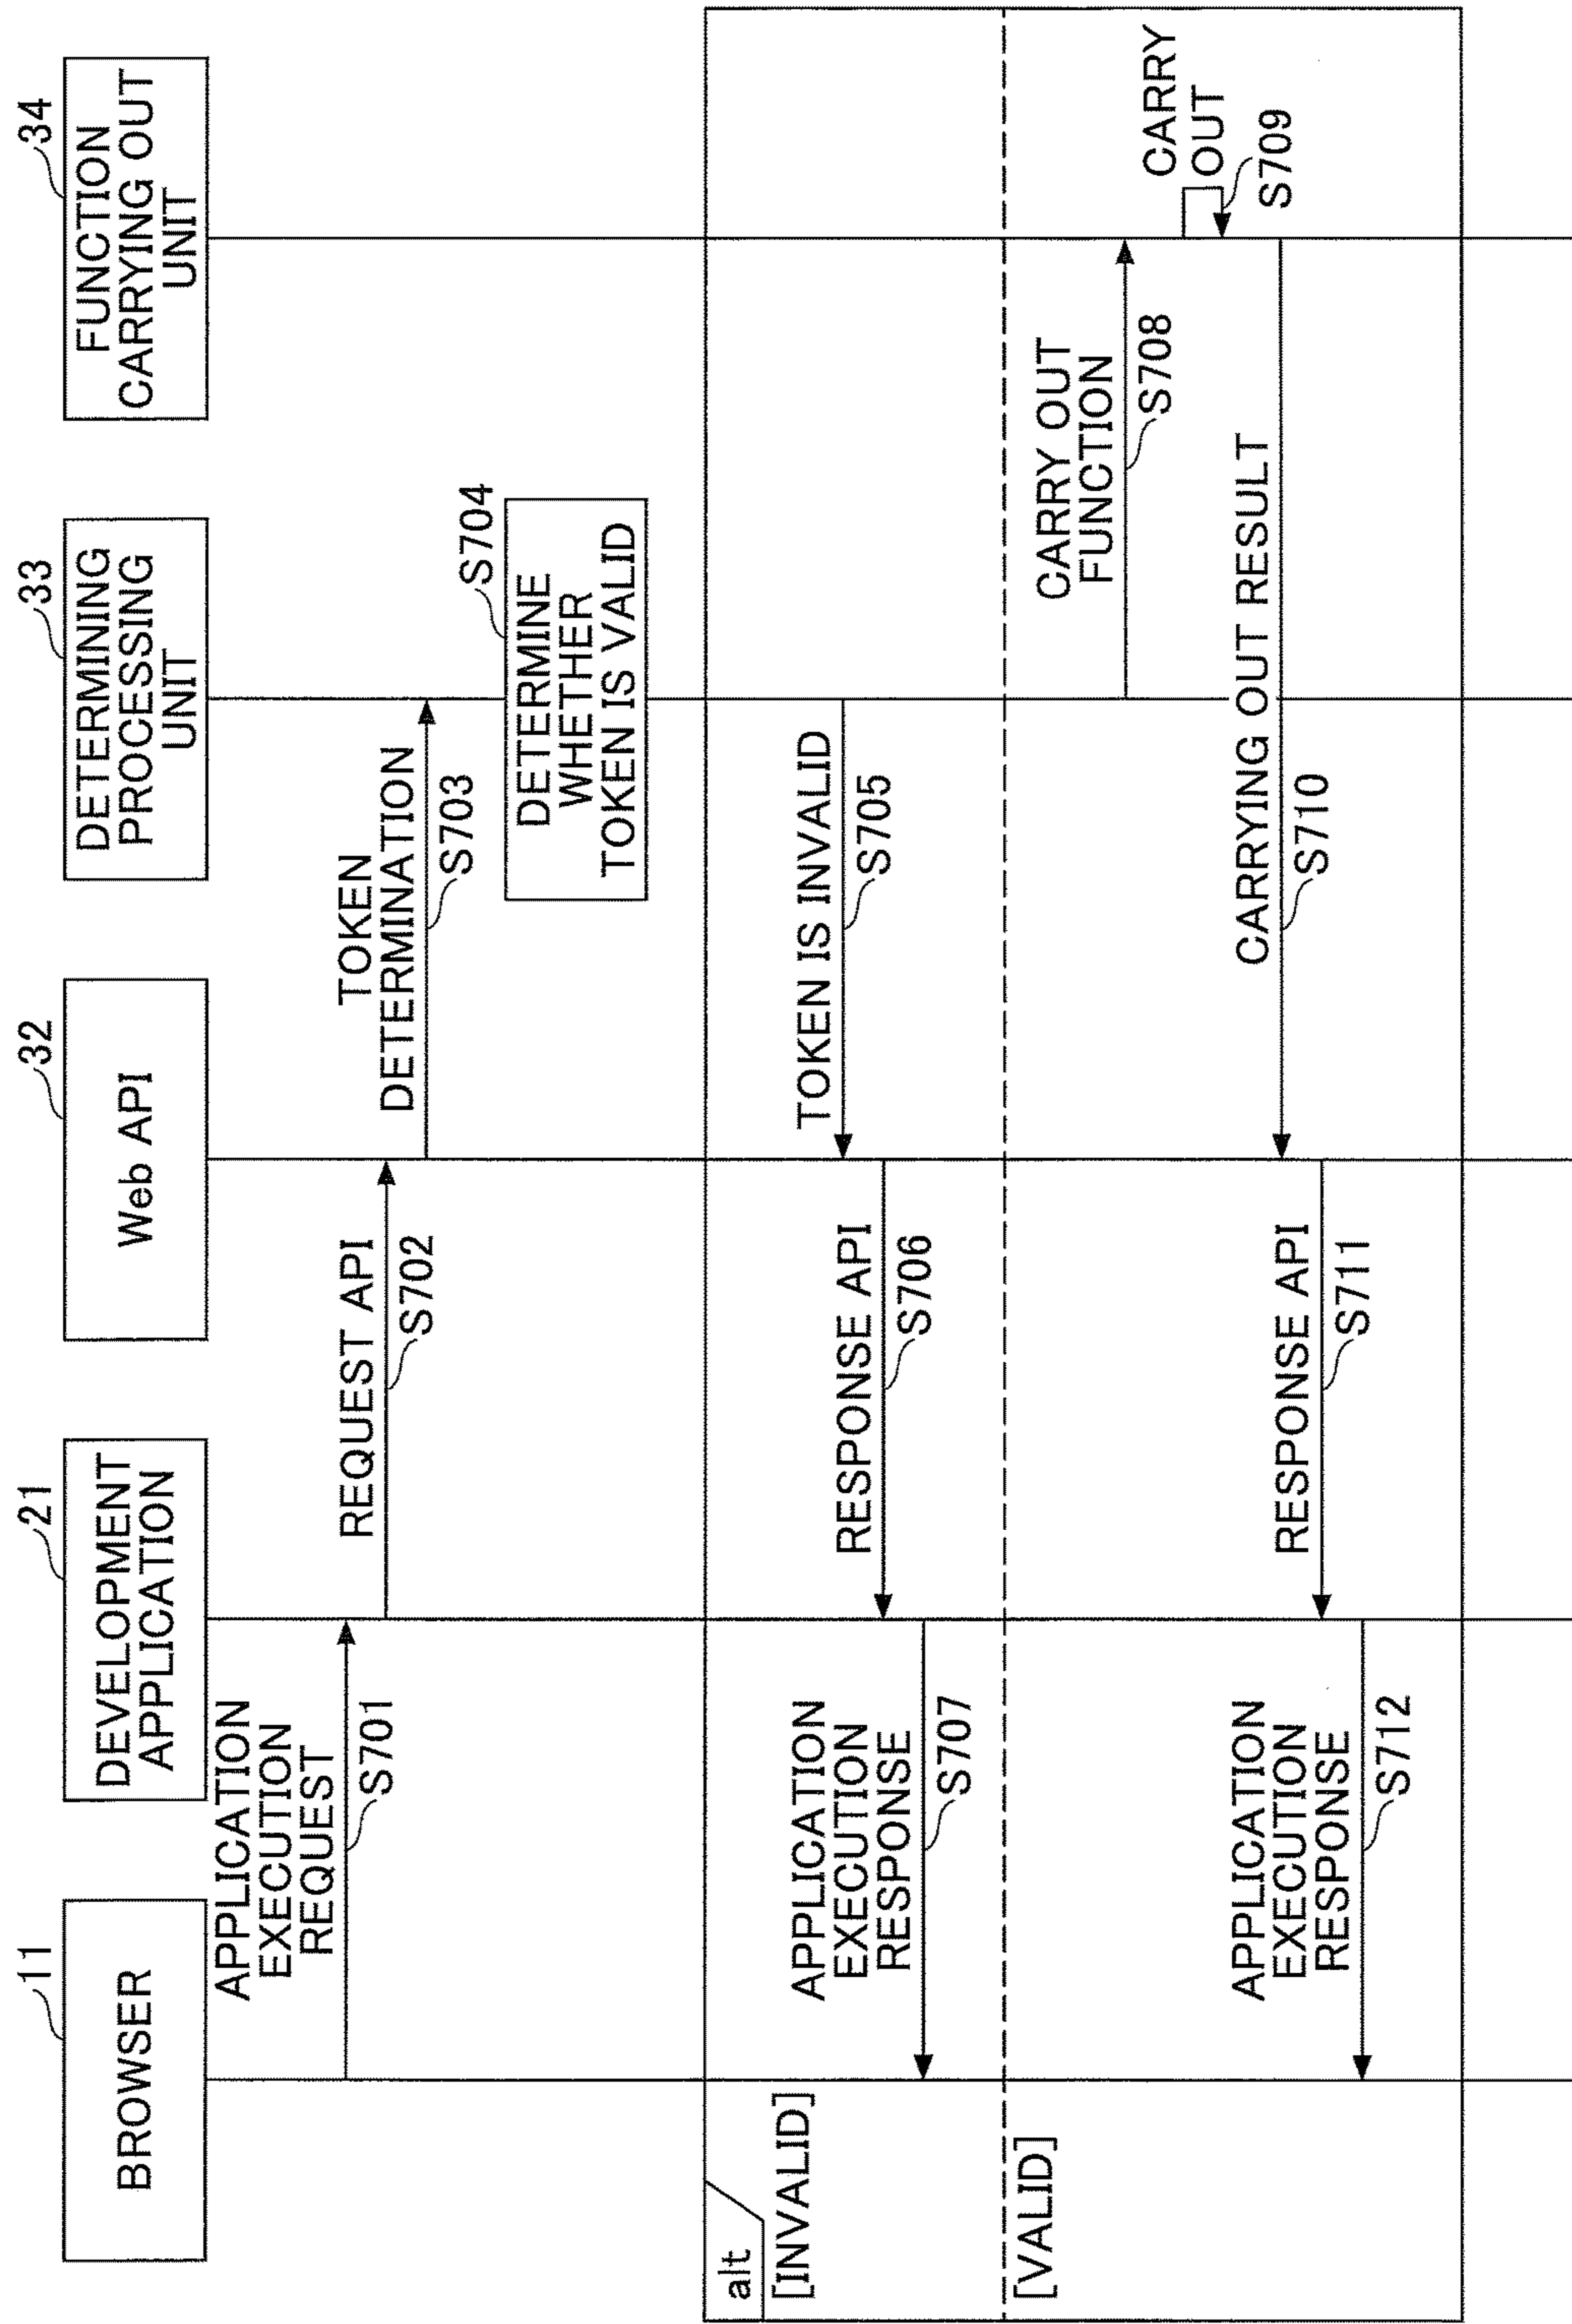 11
BROWSER
21
DEVELOPMENT
APPLICATION
32
Web API
33
DETERMINING
PROCESSING
UNIT
34
FUNCTION
CARRYING OUT
UNIT
APPLICATION
EXECUTION
REQUEST
S701
REQUEST API
S702
TOKEN
DETERMINATION
S703
S704
DETERMINE
WHETHER
TOKEN IS VALID
alt
[INVALID]
TOKEN IS INVALID
S705
RESPONSE API
S706
APPLICATION
EXECUTION
RESPONSE
S707
[VALID]
CARRY OUT
FUNCTION
S708
CARRY
OUT
S709
CARRYING OUT RESULT
S710
RESPONSE API
S711
APPLICATION
EXECUTION
RESPONSE
S712